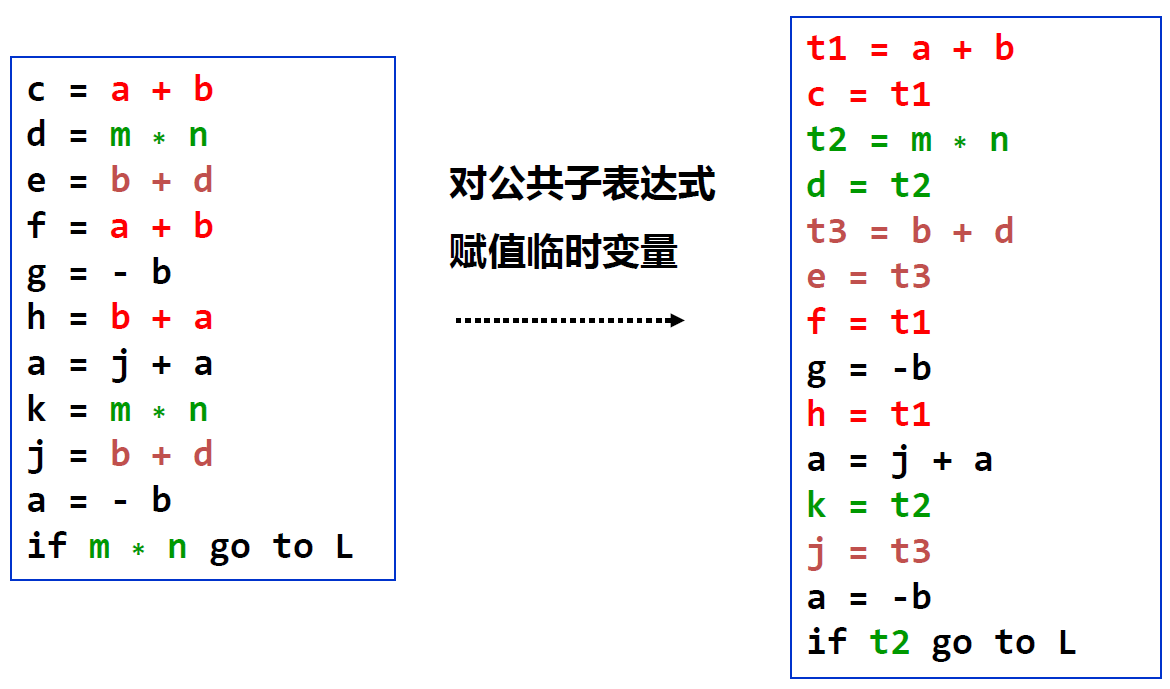 c = a + b
d = m * n
e = b + d
f = a + b
g = - b
h = b + a
a = j + a
k = m * n
j = b + d
a = - b
if m * n go to L
对公共子表达式
赋值临时变量
t1 = a + b
c = t1
t2 = m * n
d = t2
t3 = b + d
e = t3
f = t1
g = -b
h = t1
a = j + a
k = t2
j = t3
a = -b
if t2 go to L